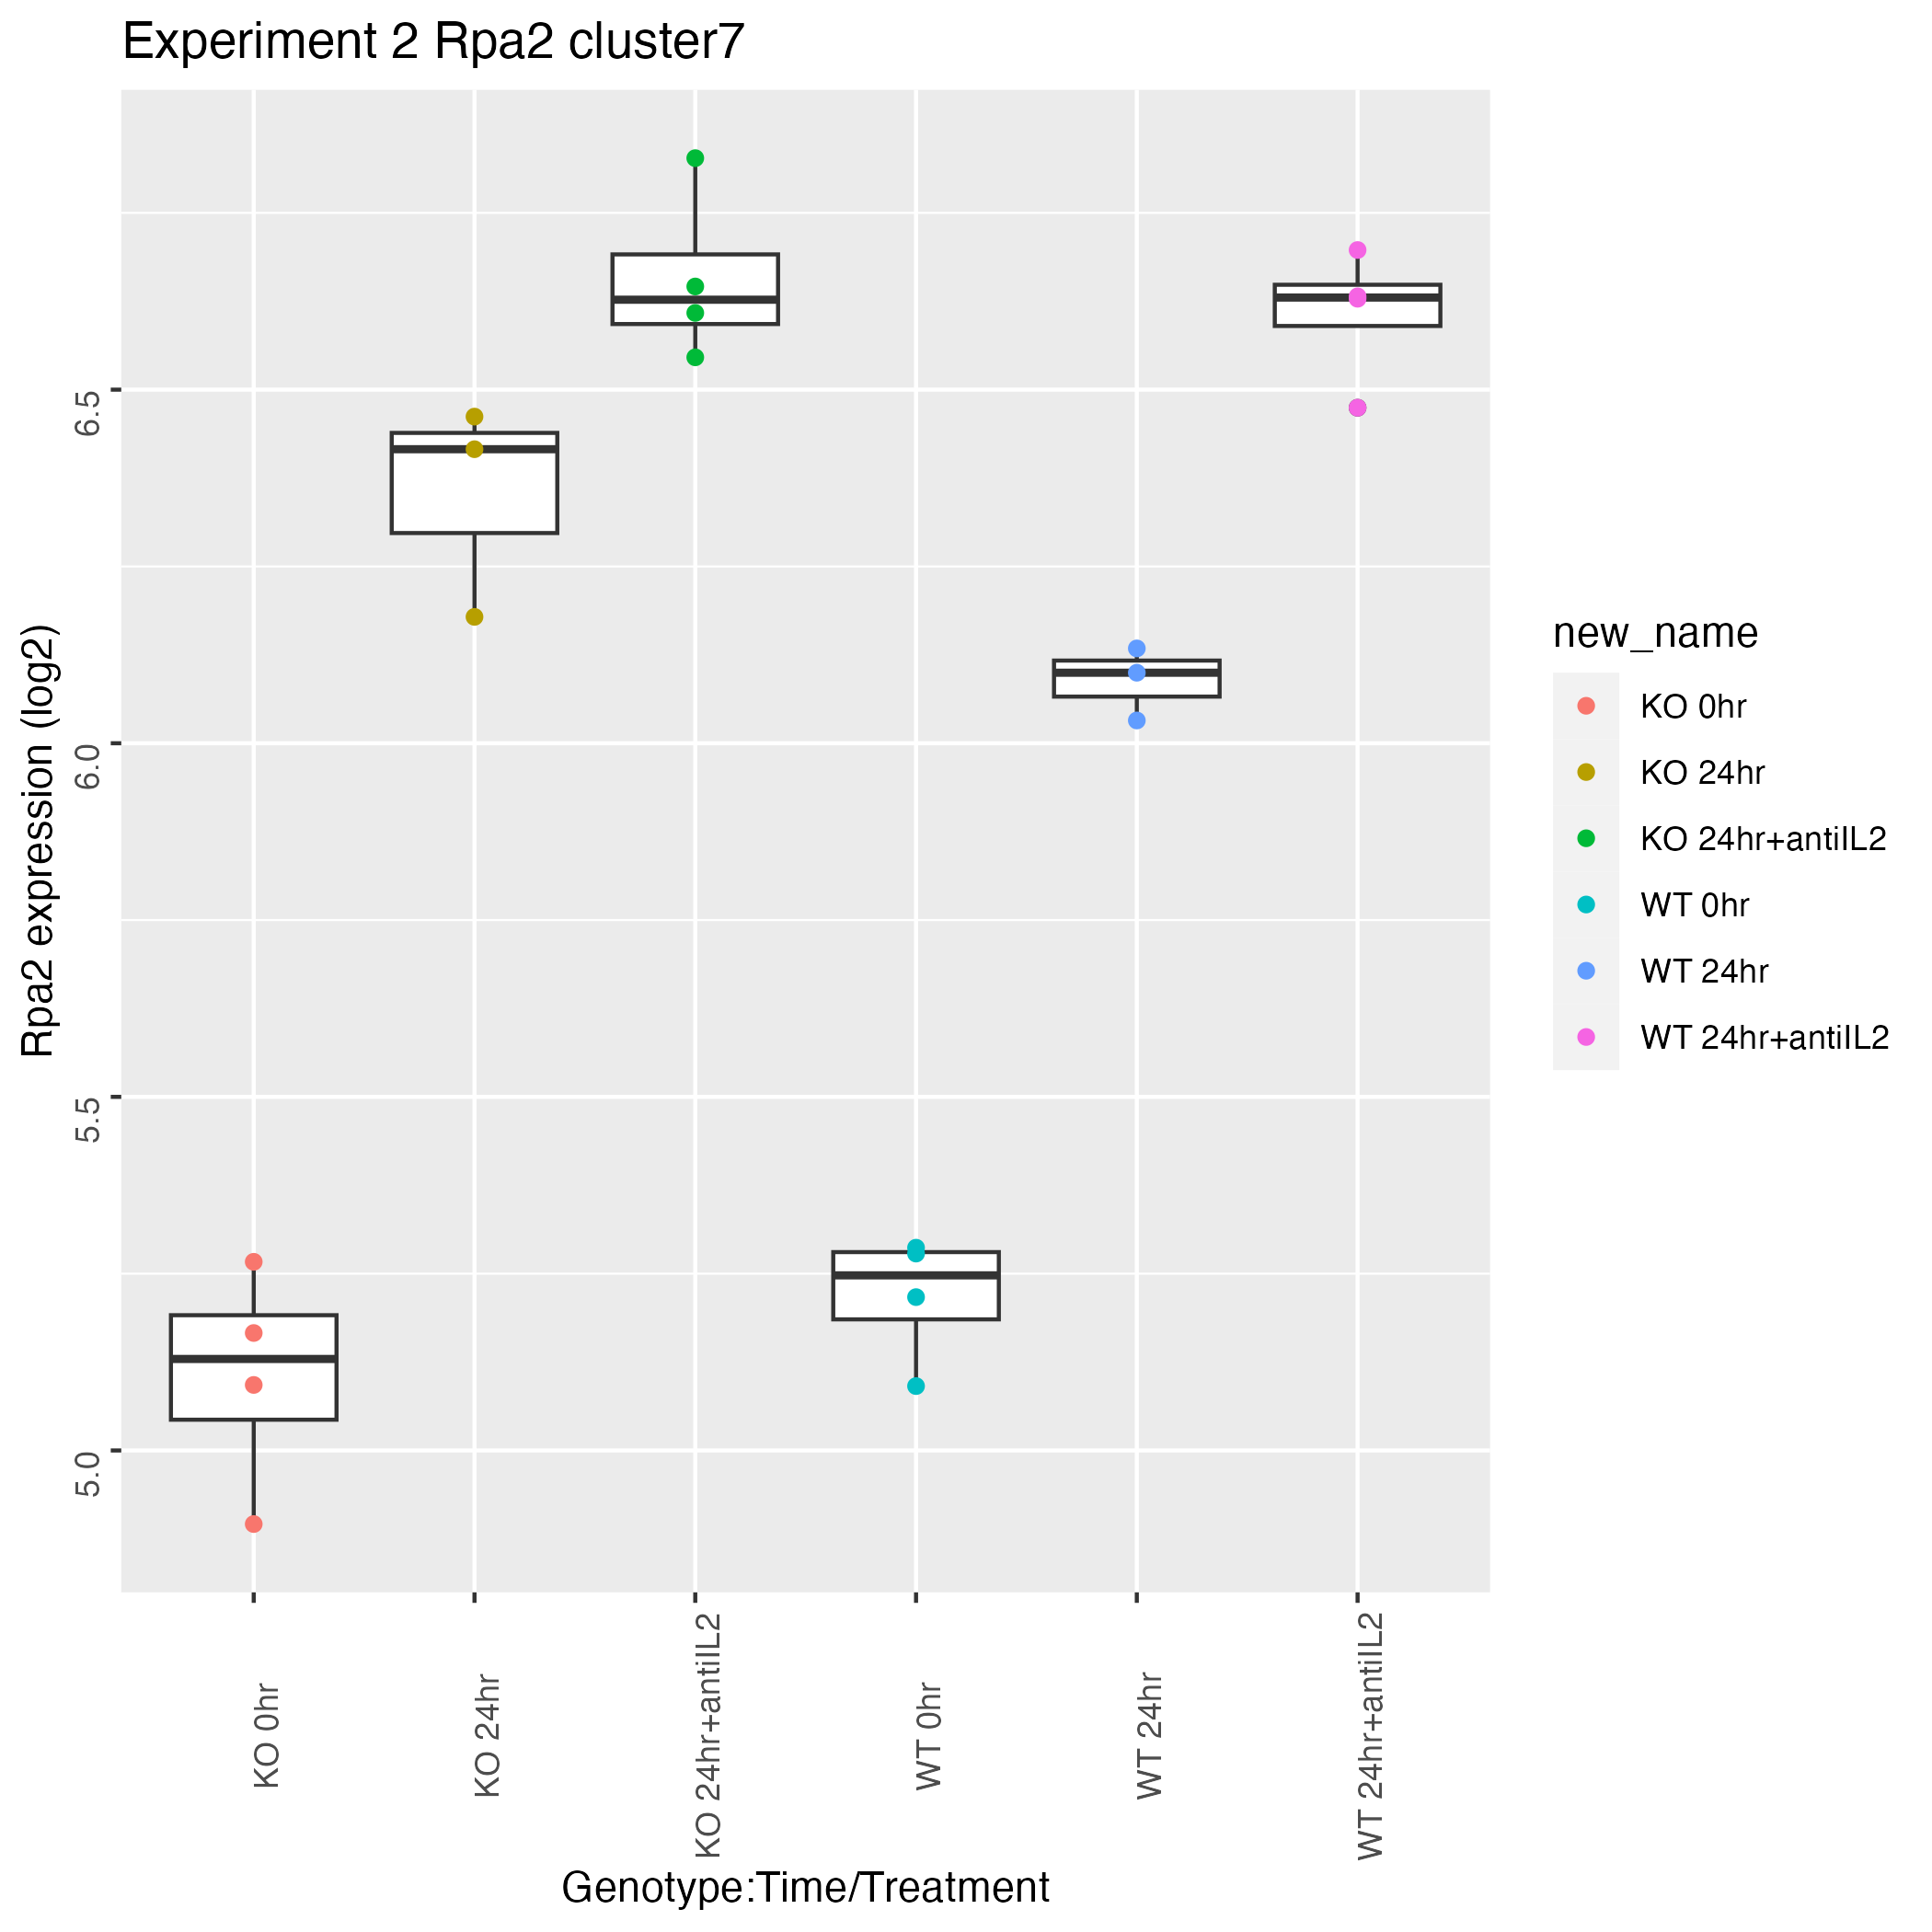 Experiment 2 Rpa2 cluster7
Rpa2 expression (log2)
6.5
6.0
5.5
5.0
KO 0hr
KO 24hr
KO 24hr+antiIL2
WT 0hr
WT 24hr
WT 24hr+antiIL2
Genotype:Time/Treatment
new_name
KO 0hr
KO 24hr
KO 24hr+antiIL2
WT 0hr
WT 24hr
WT 24hr+antiIL2